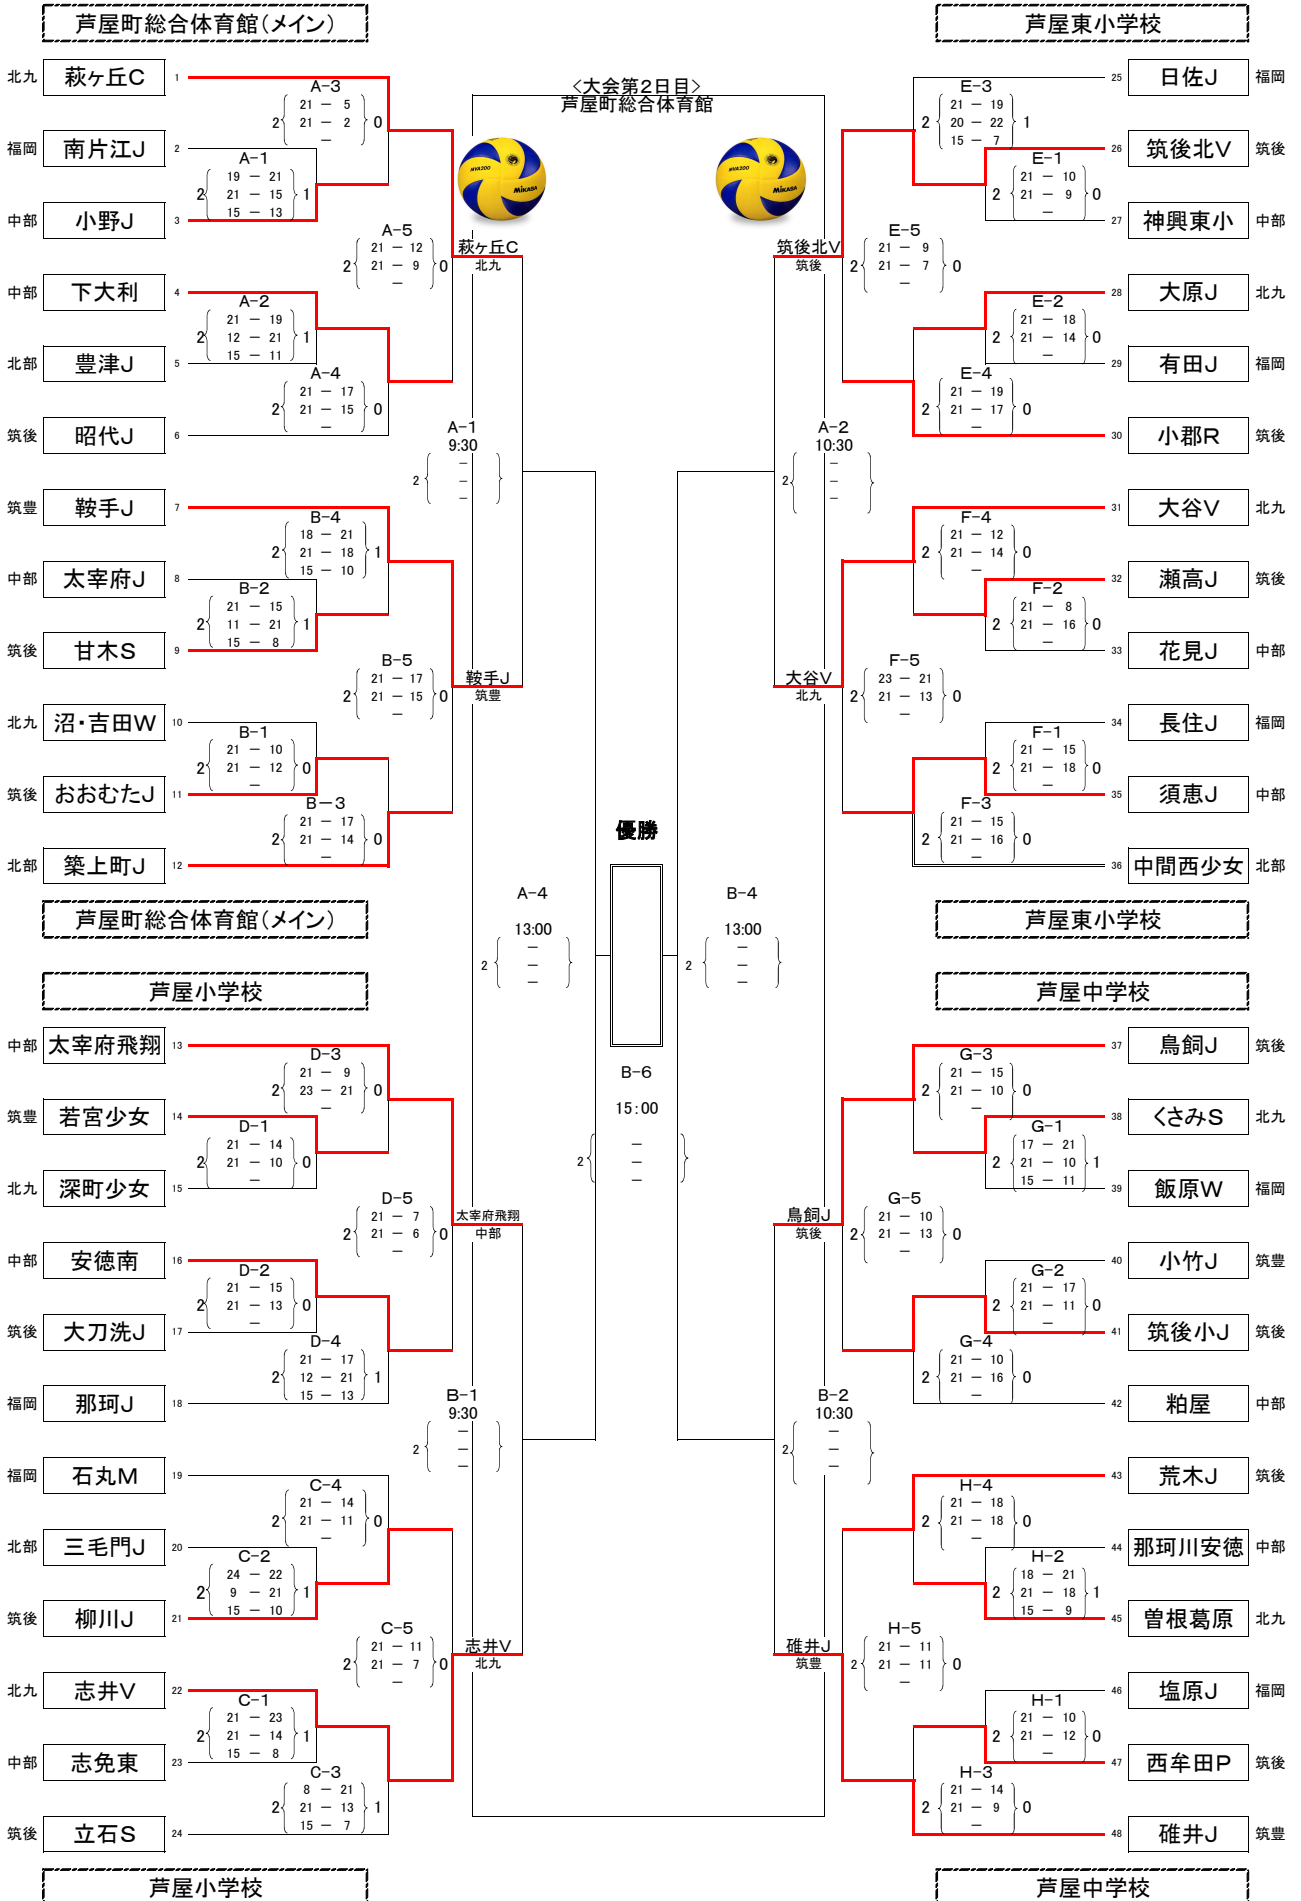 芦屋町総合体育館(メイン)
北九 萩ヶ丘C 1
A-3
21 － 5
2 21 － 2 0
－
福岡 南片江J 2
A-1
19 － 21
2 21 － 15 1
15 － 13
中部 小野J 3
A-5
21 － 12
2 21 － 9 0
－
萩ヶ丘C
北九
中部 下大利 4
A-2
21 － 19
2 12 － 21 1
15 － 11
北部 豊津J 5
A-4
21 － 17
2 21 － 15 0
－
筑後 昭代J 6
筑豊 鞍手J 7
B-4
18 － 21
2 21 － 18 1
15 － 10
中部 太宰府J 8
B-2
21 － 15
2 11 － 21 1
15 － 8
筑後 甘木S 9
B-5
21 － 17
2 21 － 15 0
－
鞍手J
筑豊
北九 沼・吉田W 10
B-1
21 － 10
2 21 － 12 0
－
筑後 おおむたJ 11
B－3
21 － 17
2 21 － 14 0
－
北部 築上町J 12
芦屋町総合体育館(メイン)
芦屋小学校
中部 太宰府飛翔 13
D-3
21 － 9
2 23 － 21 0
－
筑豊 若宮少女 14
D-1
21 － 14
2 21 － 10 0
－
北九 深町少女 15
D-5
21 － 7
2 21 － 6 0
－
太宰府飛翔
中部
中部 安徳南 16
D-2
21 － 15
2 21 － 13 0
－
筑後 大刀洗J 17
D-4
21 － 17
2 12 － 21 1
15 － 13
福岡 那珂J 18
福岡 石丸M 19
C-4
21 － 14
2 21 － 11 0
－
北部 三毛門J 20
C-2
24 － 22
2 9 － 21 1
15 － 10
筑後 柳川J 21
C-5
21 － 11
2 21 － 7 0
－
志井V
北九
北九 志井V 22
C-1
21 － 23
2 21 － 14 1
15 － 8
中部 志免東 23
C-3
8 － 21
2 21 － 13 1
15 － 7
筑後 立石S 24
芦屋小学校
<大会第2日目>
芦屋町総合体育館
MVA200
MIKASA
MVA200
MIKASA
A-1
9:30
－
2 －
－
A-2
10:30
－
2 －
－
優勝
A-4
13:00
－
2 －
－
B-4
13:00
－
2 －
－
B-6
15:00
－
2 －
－
B-1
9:30
－
2 －
－
B-2
10:30
－
2 －
－
芦屋東小学校
25 日佐J 福岡
E-3
21 － 19
2 20 － 22 1
15 － 7
26 筑後北V 筑後
E-1
21 － 10
2 21 － 9 0
－
27 神興東小 中部
筑後北V
筑後
E-5
21 － 9
2 21 － 7 0
－
28 大原J 北九
E-2
21 － 18
2 21 － 14 0
－
29 有田J 福岡
E-4
21 － 19
2 21 － 17 0
－
30 小郡R 筑後
31 大谷V 北九
F-4
21 － 12
2 21 － 14 0
－
32 瀬高J 筑後
F-2
21 － 8
2 21 － 16 0
－
33 花見J 中部
大谷V
北九
F-5
23 － 21
2 21 － 13 0
－
34 長住J 福岡
F-1
21 － 15
2 21 － 18 0
－
35 須恵J 中部
F-3
21 － 15
2 21 － 16 0
－
36 中間西少女 北部
芦屋東小学校
芦屋中学校
37 鳥飼J 筑後
G-3
21 － 15
2 21 － 10 0
－
38 くさみS 北九
G-1
17 － 21
2 21 － 10 1
15 － 11
39 飯原W 福岡
鳥飼J
筑後
G-5
21 － 10
2 21 － 13 0
－
40 小竹J 筑豊
G-2
21 － 17
2 21 － 11 0
－
41 筑後小J 筑後
G-4
21 － 10
2 21 － 16 0
－
42 粕屋 中部
43 荒木J 筑後
H-4
21 － 18
2 21 － 18 0
－
44 那珂川安徳 中部
H-2
18 － 21
2 21 － 18 1
15 － 9
45 曽根葛原 北九
碓井J
筑豊
H-5
21 － 11
2 21 － 11 0
－
46 塩原J 福岡
H-1
21 － 10
2 21 － 12 0
－
47 西牟田P 筑後
H-3
21 － 14
2 21 － 9 0
－
48 碓井J 筑豊
芦屋中学校